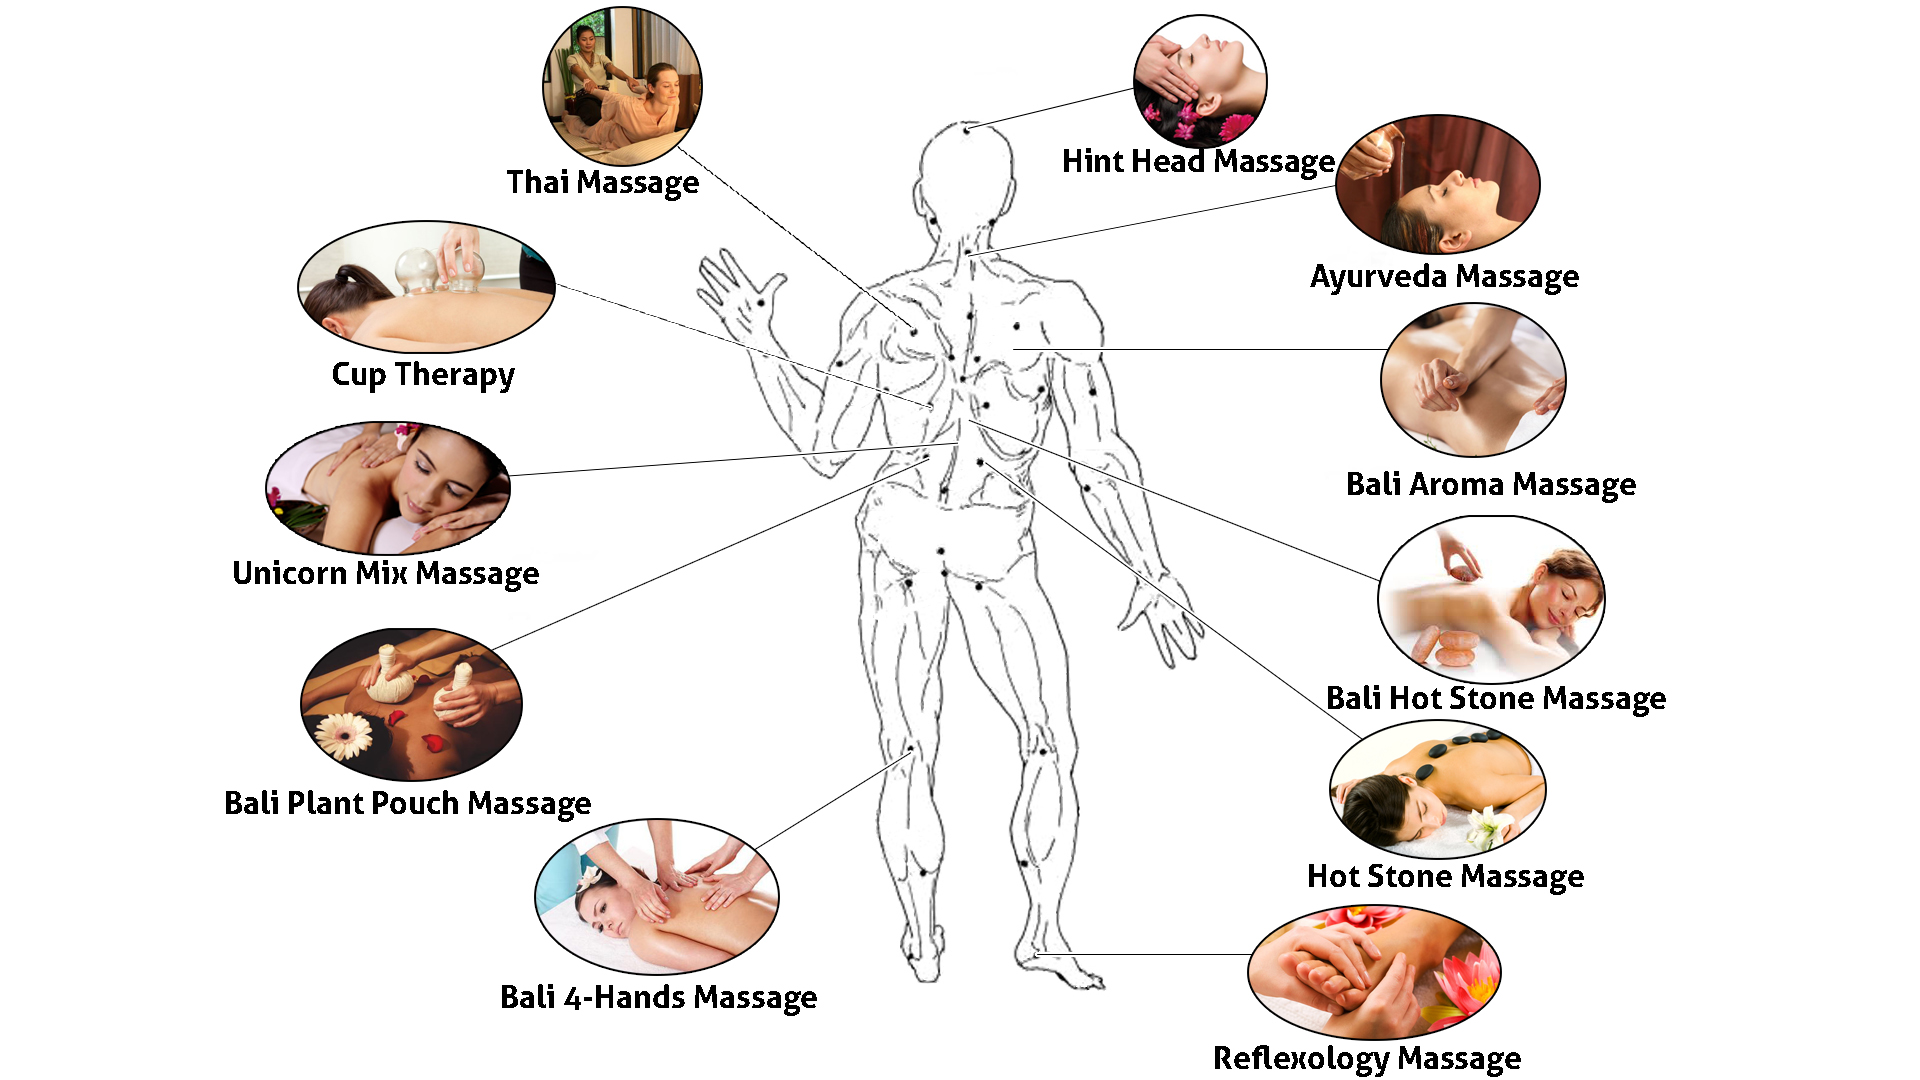 Thai Massage
Hint Head Massage
Ayurveda Massage
Cup Therapy
Bali Aroma Massage
Unicorn Mix Massage
Bali Hot Stone Massage
Bali Plant Pouch Massage
Hot Stone Massage
Bali 4-Hands Massage
Reflexology Massage